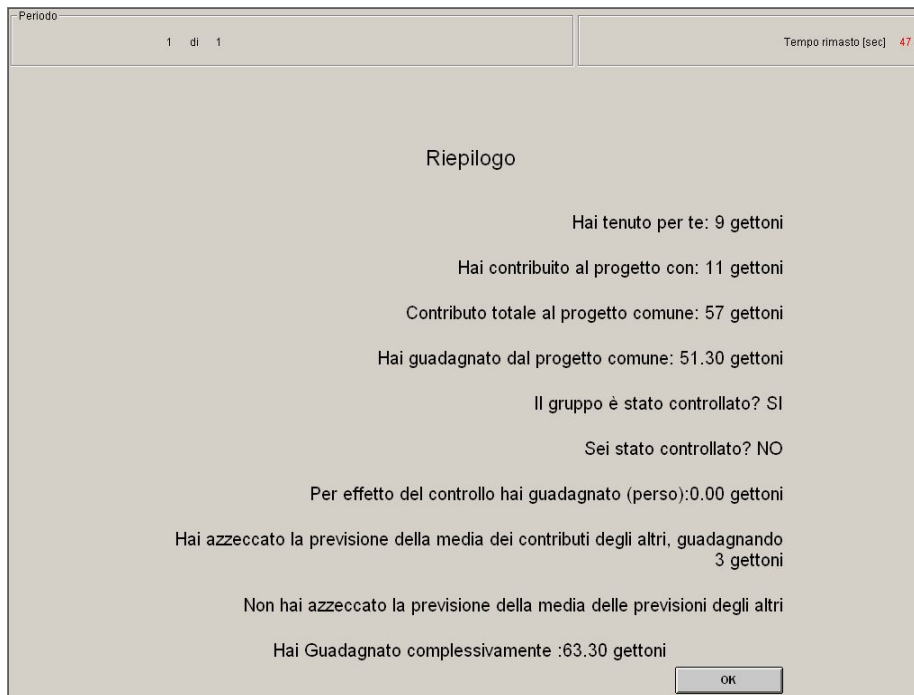 Periodo
1 di 1
Tempo rimasto [sec] 47
Riepilogo
Hai tenuto per te: 9 gettoni
Hai contribuito al progetto con: 11 gettoni
Contributo totale al progetto comune: 57 gettoni
Hai guadagnato dal progetto comune: 51.30 gettoni
Il gruppo è stato controllato? SI
Sei stato controllato? NO
Per effetto del controllo hai guadagnato (perso):0.00 gettoni
Hai azzeccato la previsione della media dei contributi degli altri, guadagnando
3 gettoni
Non hai azzeccato la previsione della media delle previsioni degli altri
Hai Guadagnato complessivamente :63.30 gettoni
OK